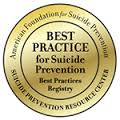 American Foundation for Suicide Prevention
BEST
PRACTICE
for Suicide
Prevention
Best Practices
Registry
SUICIDE PREVENTION RESOURCE CENTER